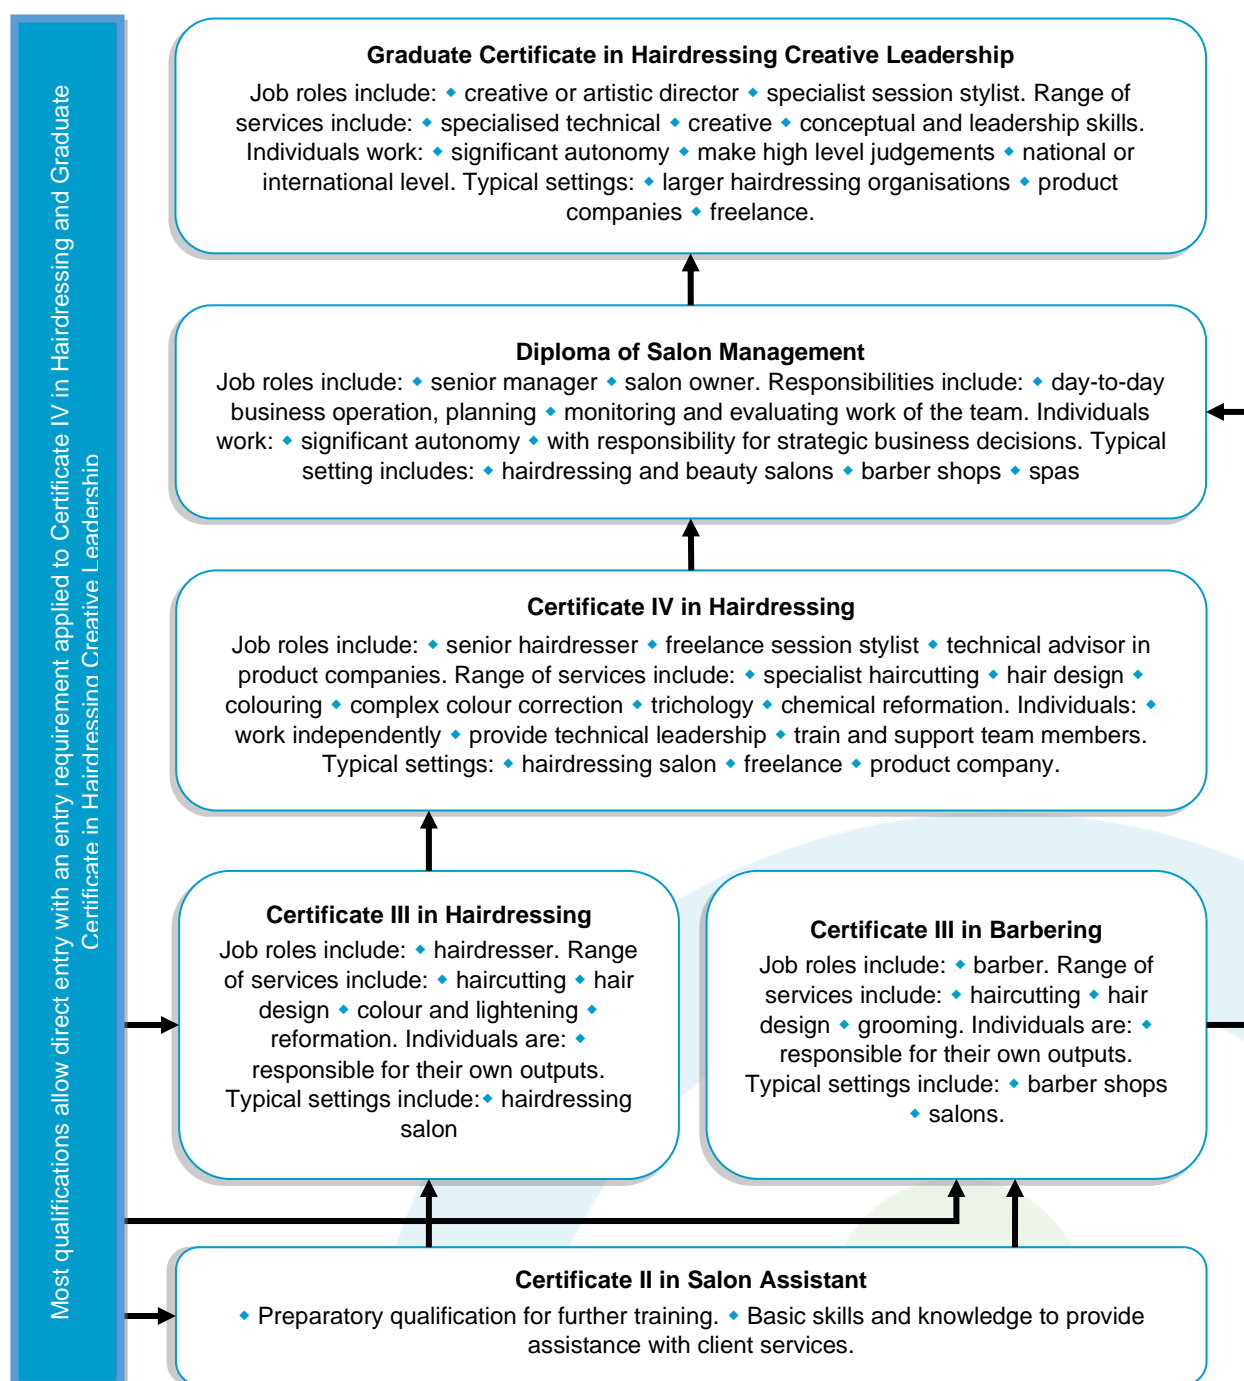 Most qualifications allow direct entry with an entry requirement applied to Certificate IV in Hairdressing and Graduate
Certificate in Hairdressing Creative Leadership
Graduate Certificate in Hairdressing Creative Leadership
Job roles include: ◆ creative or artistic director ◆ specialist session stylist. Range of
services include: ◆ specialised technical ◆ creative ◆ conceptual and leadership skills.
Individuals work: ◆ significant autonomy ◆ make high level judgements ◆ national or
international level. Typical settings: ◆ larger hairdressing organisations ◆ product
companies ◆ freelance.
Diploma of Salon Management
Job roles include: ◆ senior manager ◆ salon owner. Responsibilities include: ◆ day-to-day
business operation, planning ◆ monitoring and evaluating work of the team. Individuals
work: ◆ significant autonomy ◆ with responsibility for strategic business decisions. Typical
setting includes: ◆ hairdressing and beauty salons ◆ barber shops ◆ spas
Certificate IV in Hairdressing
Job roles include: ◆ senior hairdresser ◆ freelance session stylist ◆ technical advisor in
product companies. Range of services include: ◆ specialist haircutting ◆ hair design ◆
colouring ◆ complex colour correction ◆ trichology ◆ chemical reformation. Individuals: ◆
work independently ◆ provide technical leadership ◆ train and support team members.
Typical settings: ◆ hairdressing salon ◆ freelance ◆ product company.
Certificate III in Hairdressing
Job roles include: ◆ hairdresser. Range
of services include: ◆ haircutting ◆ hair
design ◆ colour and lightening ◆
reformation. Individuals are: ◆
responsible for their own outputs.
Typical settings include:◆ hairdressing
salon
Certificate III in Barbering
Job roles include: ◆ barber. Range of
services include: ◆ haircutting ◆ hair
design ◆ grooming. Individuals are: ◆
responsible for their own outputs.
Typical settings include: ◆ barber shops
◆ salons.
Certificate II in Salon Assistant
◆ Preparatory qualification for further training. ◆ Basic skills and knowledge to provide
assistance with client services.